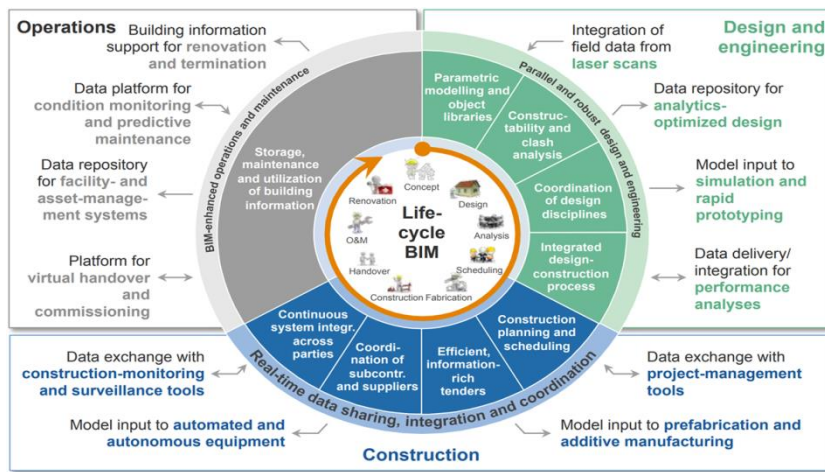 Operations
Building information
support for renovation
and termination
Data platform for
condition monitoring
and predictive
maintenance
Data repository
for facility- and
asset-manage-
ment systems
Platform for
virtual handover
and
commissioning
BIM-enhanced operations and maintenance
Storage,
maintenance
and utilization
of building
information
Design and
engineering
Integration of
field data from
laser scans
Data repository for
analytics-
optimized design
Model input to
simulation and
rapid
prototyping
Data delivery/
integration for
performance
analyses
Parallel and robust design and engineering
Parametric
modelling and
object
libraries
Construc-
tability and
clash
analysis
Coordination
of design
disciplines
Integrated
design-
construction
process
Life-
cycle
BIM
Concept
Design
Analysis
Scheduling
Fabrication
Construction
Handover
O&M
Renovation
Continuous
system integr.
across
parties
Coordi-
nation of
subcontr.
and suppliers
Efficient,
information-
rich
tenders
Construction
planning and
scheduling
Real-time data sharing, integration and coordination
Data exchange with
construction-monitoring
and surveillance tools
Model input to automated and
autonomous equipment
Data exchange with
project-management
tools
Model input to prefabrication and
additive manufacturing
Construction